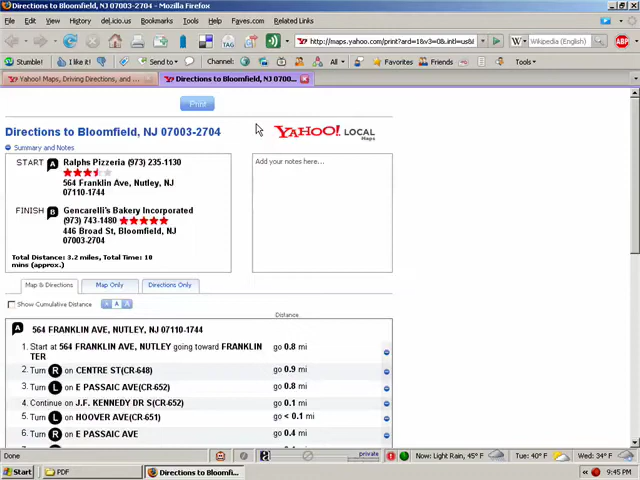 Directions to Bloomfield, NJ 07003-2704 - Mozilla Firefox
File Edit View History del.icio.us Bookmarks Tools Help Faves.com Related Links
TAG http://maps.yahoo.com/print?ard=1&v3=0&.intl=us&l Wikipedia (English)
Stumble! I like it! Send to Channel: All Favorites Friends Tools
Yahoo! Maps, Driving Directions, and ... Directions to Bloomfield, NJ 0700...
Print
Directions to Bloomfield, NJ 07003-2704
YAHOO! LOCAL
Maps
Summary and Notes
START A Ralphs Pizzeria (973) 235-1130
564 Franklin Ave, Nutley, NJ
07110-1744
FINISH B Gencarelli's Bakery Incorporated
(973) 743-1480
446 Broad St, Bloomfield, NJ
07003-2704
Total Distance: 3.2 miles, Total Time: 10
mins (approx.)
Add your notes here...
Map & Directions Map Only Directions Only
Show Cumulative Distance A A A
Distance
A 564 FRANKLIN AVE, NUTLEY, NJ 07110-1744
1. Start at 564 FRANKLIN AVE, NUTLEY going toward FRANKLIN
TER go 0.8 mi
2. Turn R on CENTRE ST(CR-648) go 0.9 mi
3. Turn L on E PASSAIC AVE(CR-652) go 0.8 mi
4. Continue on J.F. KENNEDY DR S(CR-652) go 0.1 mi
5. Turn L on HOOVER AVE(CR-651) go < 0.1 mi
6. Turn R on E PASSAIC AVE go 0.4 mi
Done private Now: Light Rain, 45° F Tue: 40° F Wed: 34° F
Start PDF Directions to Bloomfi... 9:45 PM